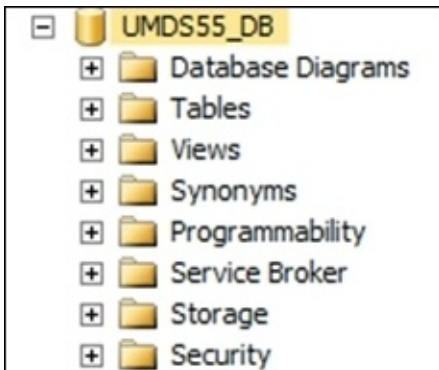 UMDS55_DB
Database Diagrams
Tables
Views
Synonyms
Programmability
Service Broker
Storage
Security